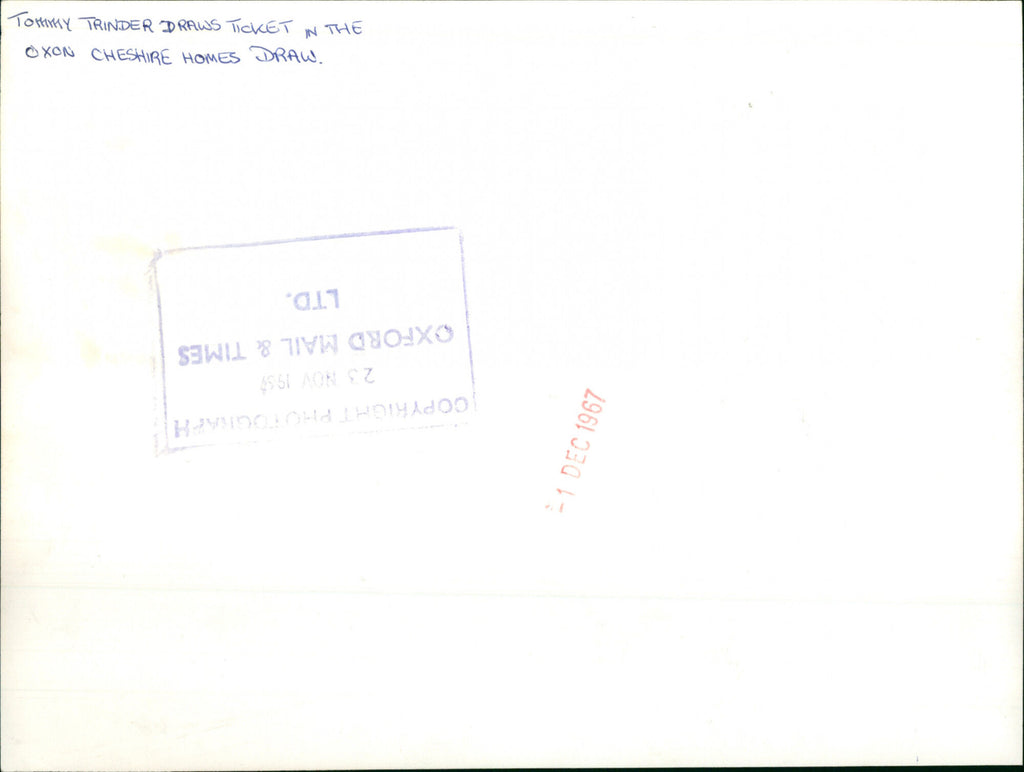 TOMMY TRINDER DRAWS TICKET IN THE
OXON CHESHIRE HOMES DRAW.
COPYRIGHT PHOTOGRAPH
23 NOV
OXFORD MAIL & TIMES
LTD.
-1 DEC 1967